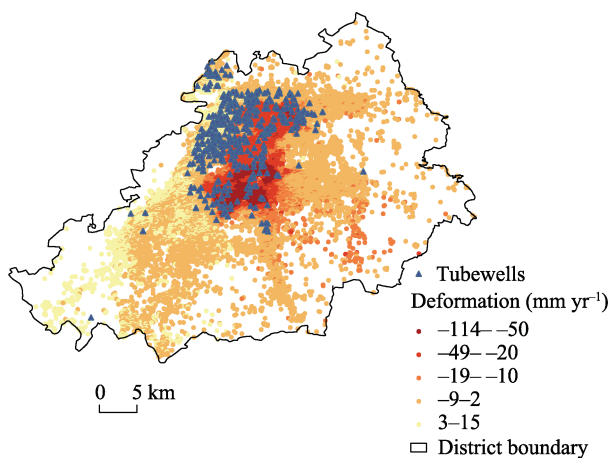 Tubewells
Deformation (mm yr⁻¹)
–114– –50
–49– –20
–19– –10
–9–2
3–15
District boundary
0 5 km